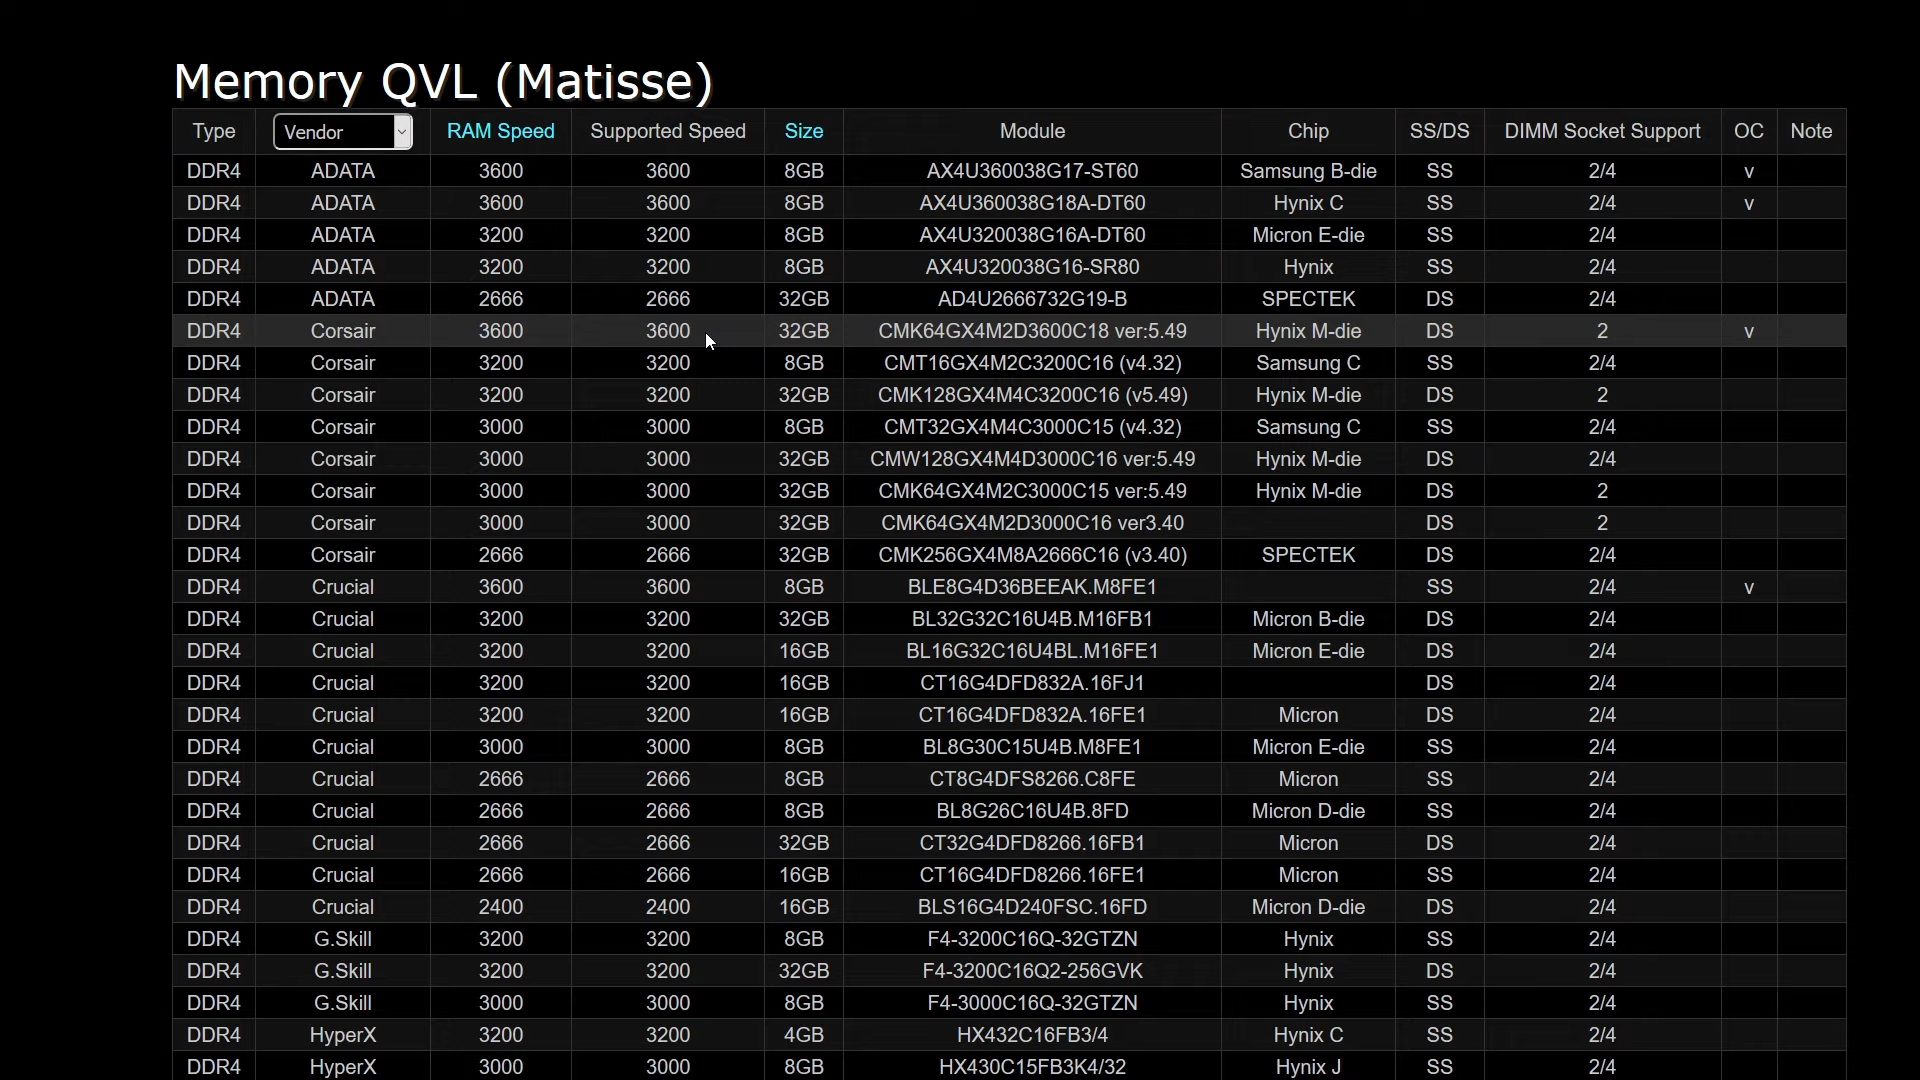 Memory QVL (Matisse)
Type Vendor RAM Speed Supported Speed Size Module Chip SS/DS DIMM Socket Support OC Note
DDR4 ADATA 3600 3600 8GB AX4U360038G17-ST60 Samsung B-die SS 2/4 v
DDR4 ADATA 3600 3600 8GB AX4U360038G18A-DT60 Hynix C SS 2/4 v
DDR4 ADATA 3200 3200 8GB AX4U320038G16A-DT60 Micron E-die SS 2/4
DDR4 ADATA 3200 3200 8GB AX4U320038G16-SR80 Hynix SS 2/4
DDR4 ADATA 2666 2666 32GB AD4U2666732G19-B SPECTEK DS 2/4
DDR4 Corsair 3600 3600 32GB CMK64GX4M2D3600C18 ver:5.49 Hynix M-die DS 2 v
DDR4 Corsair 3200 3200 8GB CMT16GX4M2C3200C16 (v4.32) Samsung C SS 2/4
DDR4 Corsair 3200 3200 32GB CMK128GX4M4C3200C16 (v5.49) Hynix M-die DS 2
DDR4 Corsair 3000 3000 8GB CMT32GX4M4C3000C15 (v4.32) Samsung C SS 2/4
DDR4 Corsair 3000 3000 32GB CMW128GX4M4D3000C16 ver:5.49 Hynix M-die DS 2/4
DDR4 Corsair 3000 3000 32GB CMK64GX4M2C3000C15 ver:5.49 Hynix M-die DS 2
DDR4 Corsair 3000 3000 32GB CMK64GX4M2D3000C16 ver3.40 DS 2
DDR4 Corsair 2666 2666 32GB CMK256GX4M8A2666C16 (v3.40) SPECTEK DS 2/4
DDR4 Crucial 3600 3600 8GB BLE8G4D36BEEAK.M8FE1 SS 2/4 v
DDR4 Crucial 3200 3200 32GB BL32G32C16U4B.M16FB1 Micron B-die DS 2/4
DDR4 Crucial 3200 3200 16GB BL16G32C16U4BL.M16FE1 Micron E-die DS 2/4
DDR4 Crucial 3200 3200 16GB CT16G4DFD832A.16FJ1 DS 2/4
DDR4 Crucial 3200 3200 16GB CT16G4DFD832A.16FE1 Micron DS 2/4
DDR4 Crucial 3000 3000 8GB BL8G30C15U4B.M8FE1 Micron E-die SS 2/4
DDR4 Crucial 2666 2666 8GB CT8G4DFS8266.C8FE Micron SS 2/4
DDR4 Crucial 2666 2666 8GB BL8G26C16U4B.8FD Micron D-die SS 2/4
DDR4 Crucial 2666 2666 32GB CT32G4DFD8266.16FB1 Micron DS 2/4
DDR4 Crucial 2666 2666 16GB CT16G4DFD8266.16FE1 Micron SS 2/4
DDR4 Crucial 2400 2400 16GB BLS16G4D240FSC.16FD Micron D-die DS 2/4
DDR4 G.Skill 3200 3200 8GB F4-3200C16Q-32GTZN Hynix SS 2/4
DDR4 G.Skill 3200 3200 32GB F4-3200C16Q2-256GVK Hynix DS 2/4
DDR4 G.Skill 3000 3000 8GB F4-3000C16Q-32GTZN Hynix SS 2/4
DDR4 HyperX 3200 3200 4GB HX432C16FB3/4 Hynix C SS 2/4
DDR4 HyperX 3000 3000 8GB HX430C15FB3K4/32 Hynix J SS 2/4